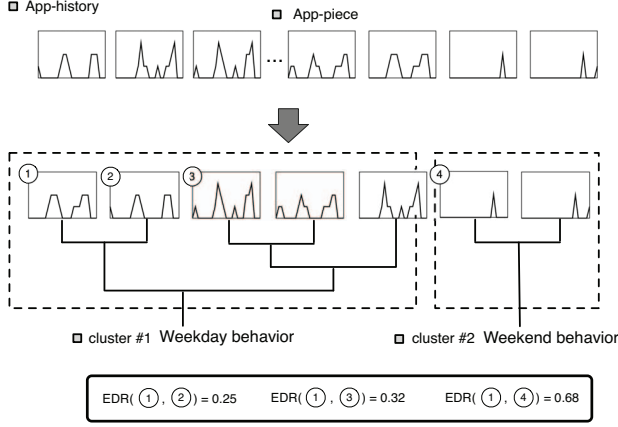 App-history
App-piece
...
1 2 3 4
cluster #1 Weekday behavior
cluster #2 Weekend behavior
EDR( 1 , 2 ) = 0.25 EDR( 1 , 3 ) = 0.32 EDR( 1 , 4 ) = 0.68